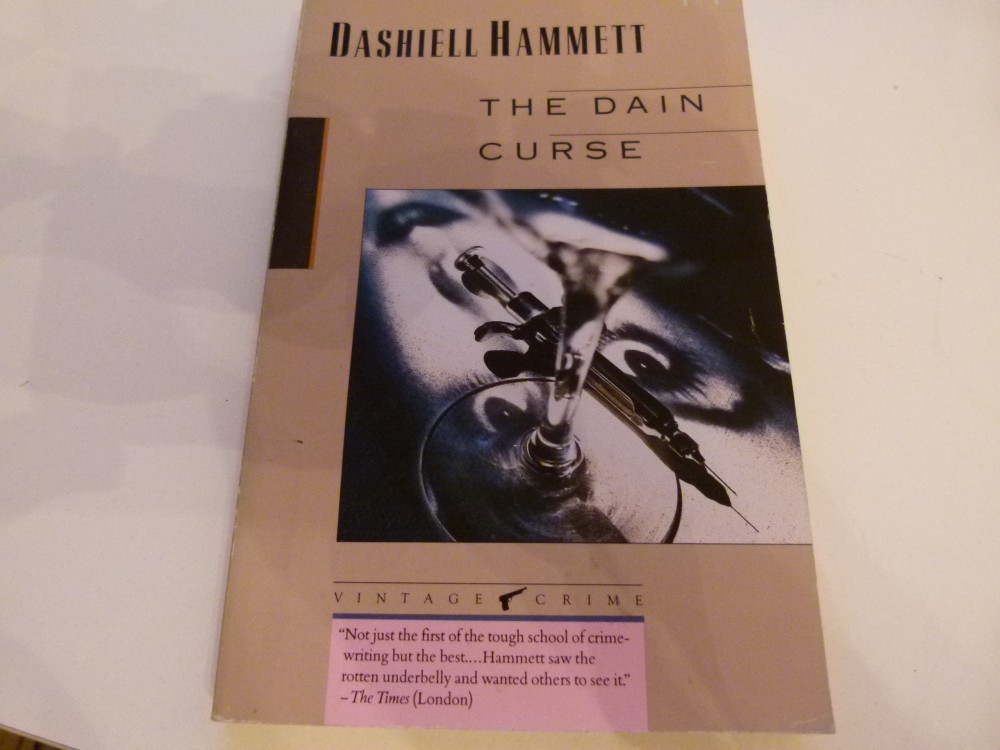 DASHIELL HAMMETT
THE DAIN
CURSE
VINTAGE CRIME
“Not just the first of the tough school of crime-
writing but the best....Hammett saw the
rotten underbelly and wanted others to see it.”
– The Times (London)